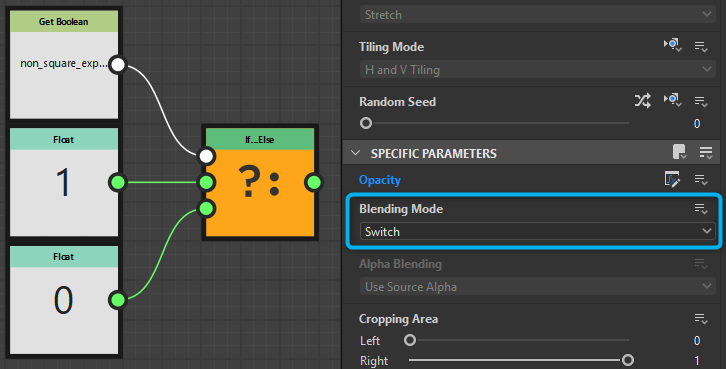 Get Boolean
non_square_exp...
Float
1
If...Else
?:
Float
0
Stretch
Tiling Mode
H and V Tiling
Random Seed
0
SPECIFIC PARAMETERS
Opacity
Blending Mode
Switch
Alpha Blending
Use Source Alpha
Cropping Area
Left 0
Right 1